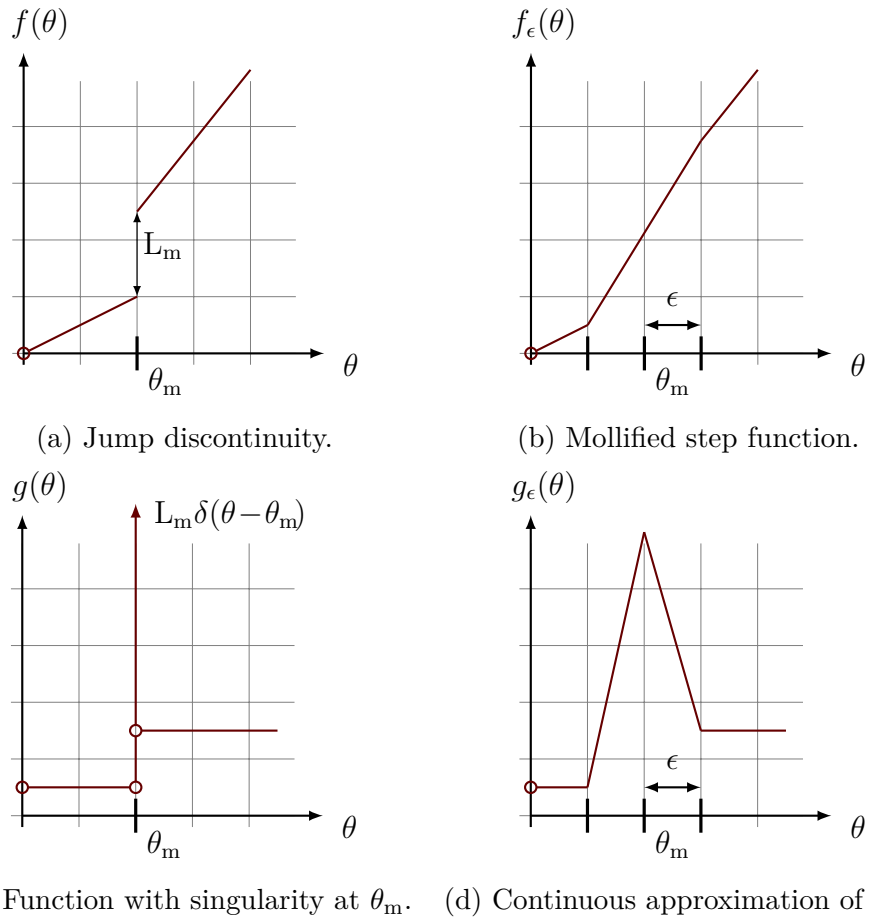 f(θ)
f_ϵ(θ)
L_m
ϵ
θ_m
θ
θ_m
θ
(a) Jump discontinuity.
(b) Mollified step function.
g(θ)
g_ϵ(θ)
L_mδ(θ−θ_m)
ϵ
θ_m
θ
θ_m
θ
Function with singularity at θ_m.
(d) Continuous approximation of